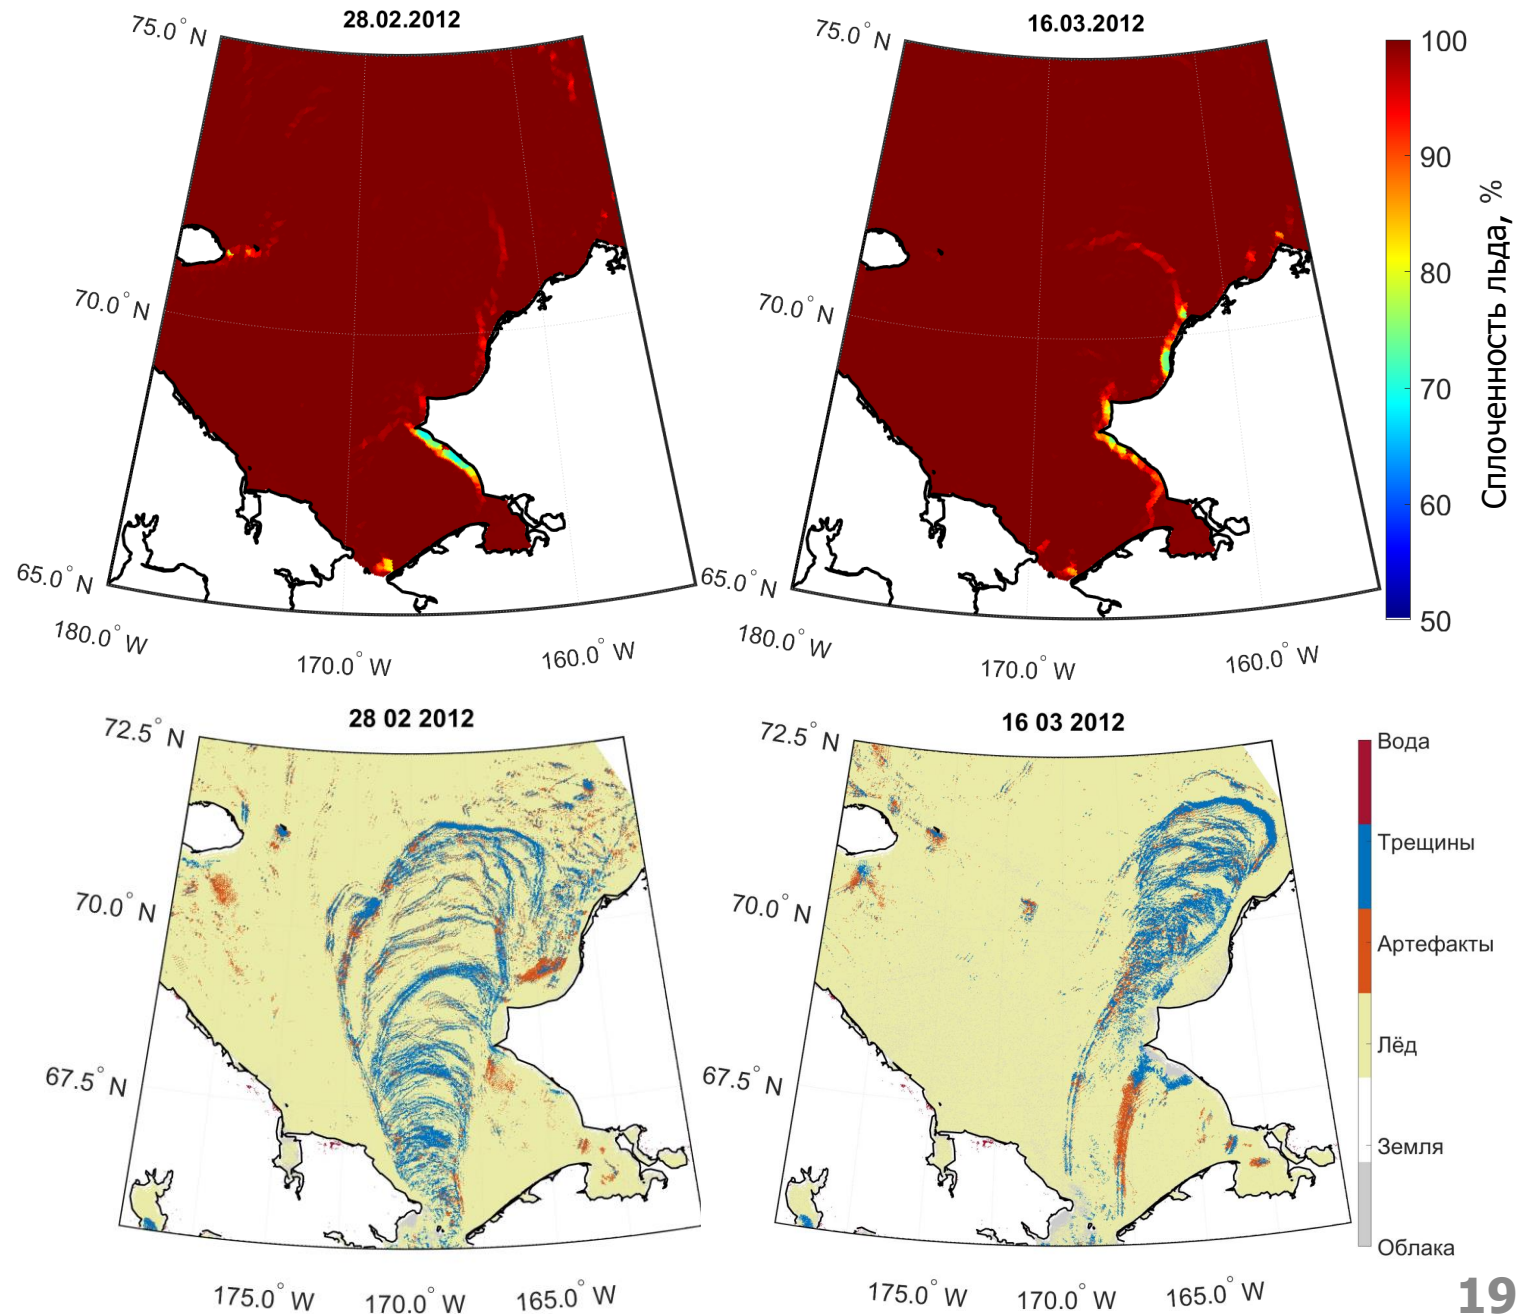 28.02.2012
16.03.2012
75.0° N
70.0° N
65.0° N
180.0° W
170.0° W
160.0° W
75.0° N
70.0° N
65.0° N
180.0° W
170.0° W
160.0° W
100
90
80
70
60
50
Сплоченность льда, %
28 02 2012
16 03 2012
72.5° N
70.0° N
67.5° N
175.0° W
170.0° W
165.0° W
72.5° N
70.0° N
67.5° N
175.0° W
170.0° W
165.0° W
Вода
Трещины
Артефакты
Лёд
Земля
Облака
19